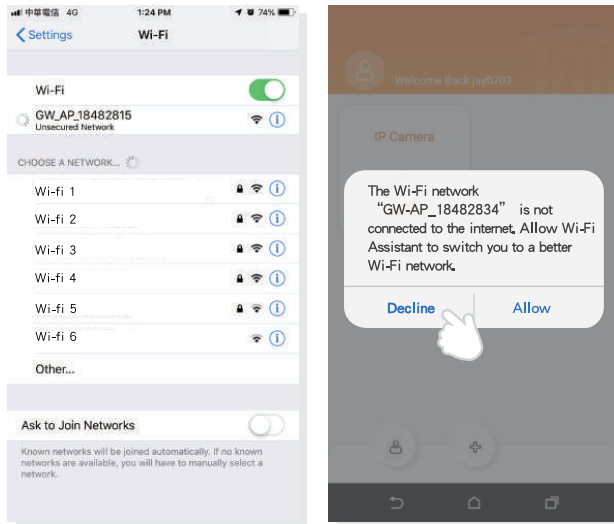 中華電信 4G 1:24 PM 74%
Settings Wi-Fi
Wi-Fi
GW_AP_18482815
Unsecured Network
CHOOSE A NETWORK...
Wi-fi 1
Wi-fi 2
Wi-fi 3
Wi-fi 4
Wi-fi 5
Wi-fi 6
Other...
Ask to Join Networks
Known networks will be joined automatically. If no known
networks are available, you will have to manually select a
network.
Welcome Back jay0703
IP Camera
The Wi-Fi network
“GW-AP_18482834” is not
connected to the internet. Allow Wi-Fi
Assistant to switch you to a better
Wi-Fi network.
Decline Allow